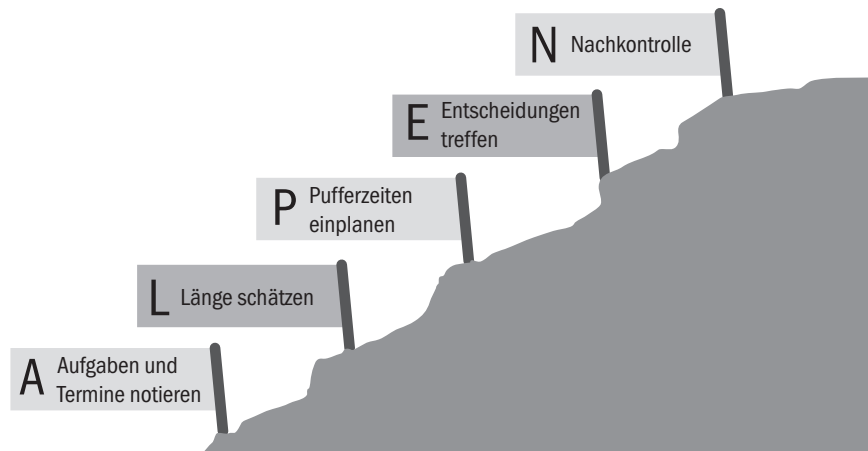 N Nachkontrolle
E Entscheidungen
treffen
P Pufferzeiten
einplanen
L Länge schätzen
A Aufgaben und
Termine notieren